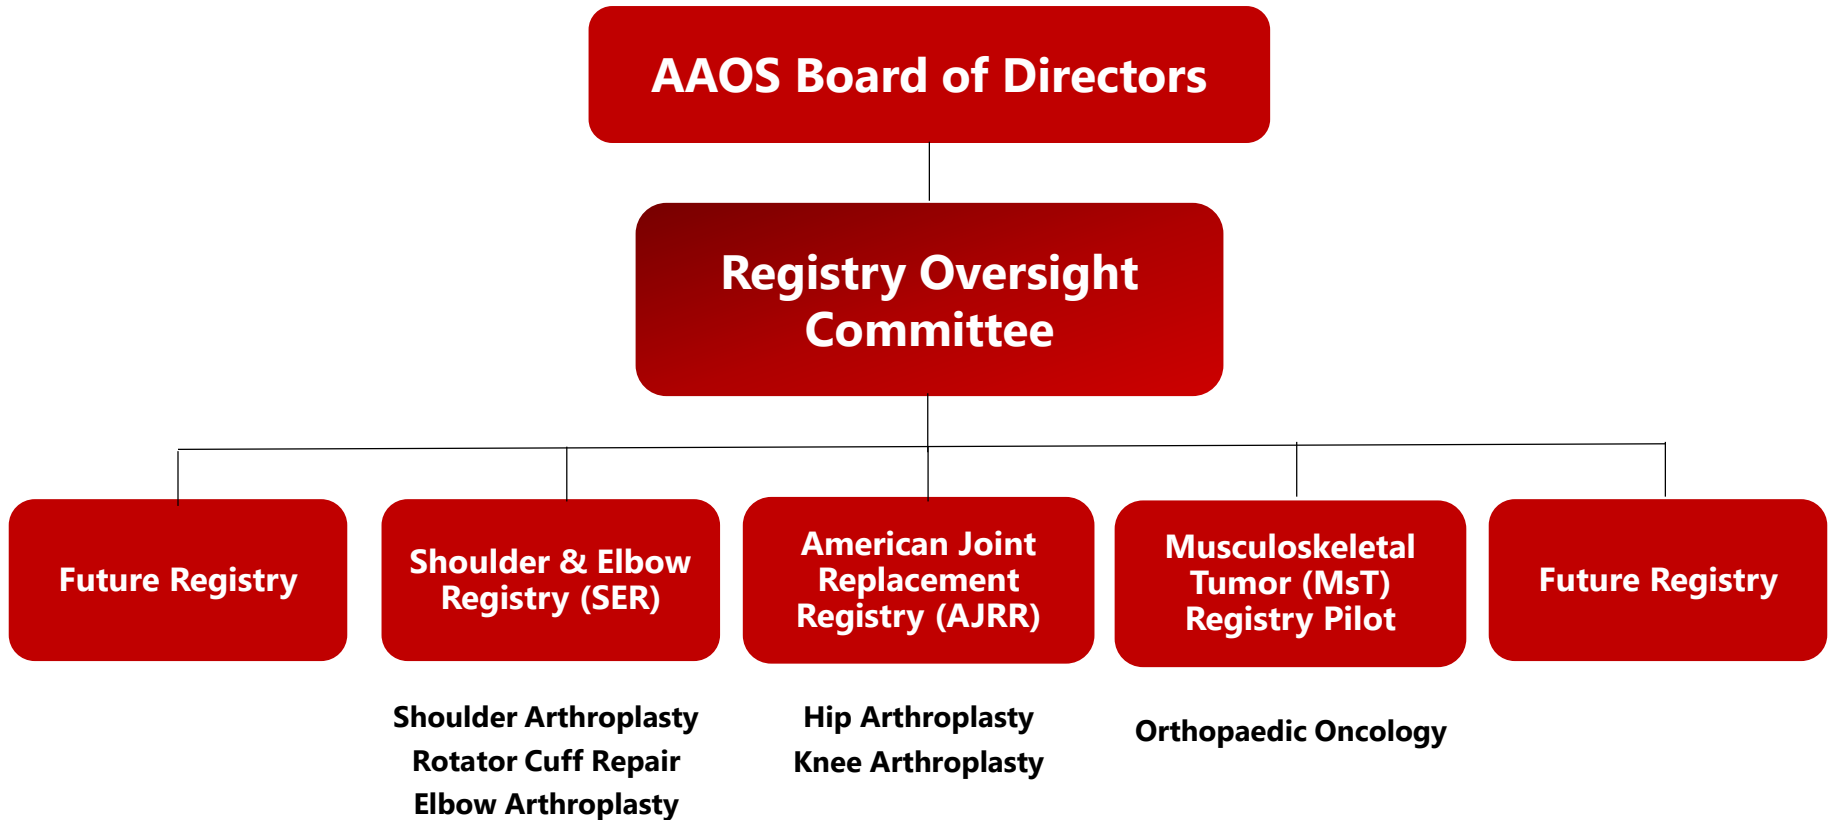 AAOS Board of Directors
Registry Oversight
Committee
Future Registry
Shoulder & Elbow
Registry (SER)
American Joint
Replacement
Registry (AJRR)
Musculoskeletal
Tumor (MsT)
Registry Pilot
Future Registry
Shoulder Arthroplasty
Rotator Cuff Repair
Elbow Arthroplasty
Hip Arthroplasty
Knee Arthroplasty
Orthopaedic Oncology